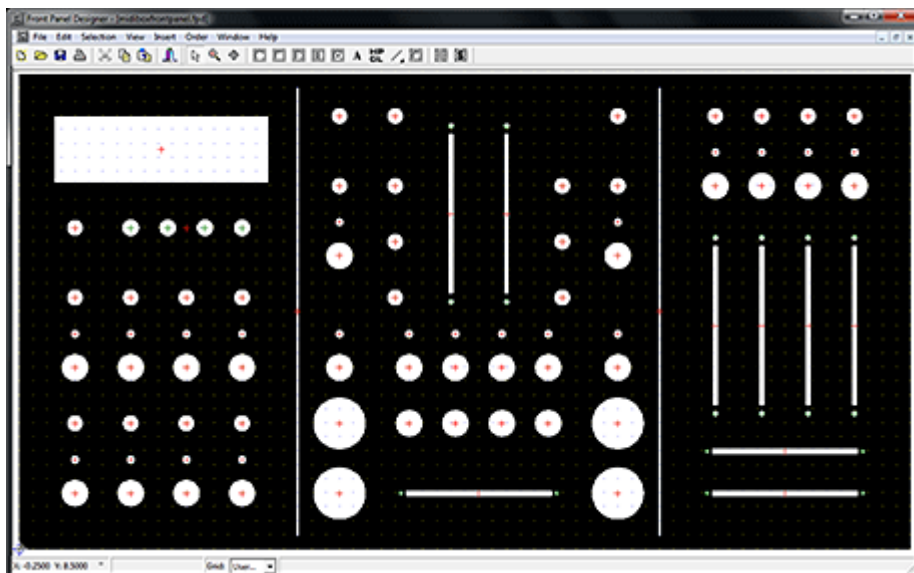 Front Panel Designer - [midiboxfrontpanel.fpd]
File Edit Selection View Insert Order Window Help
A
X: -0.2500 Y: 8.5000 " Grid: User...